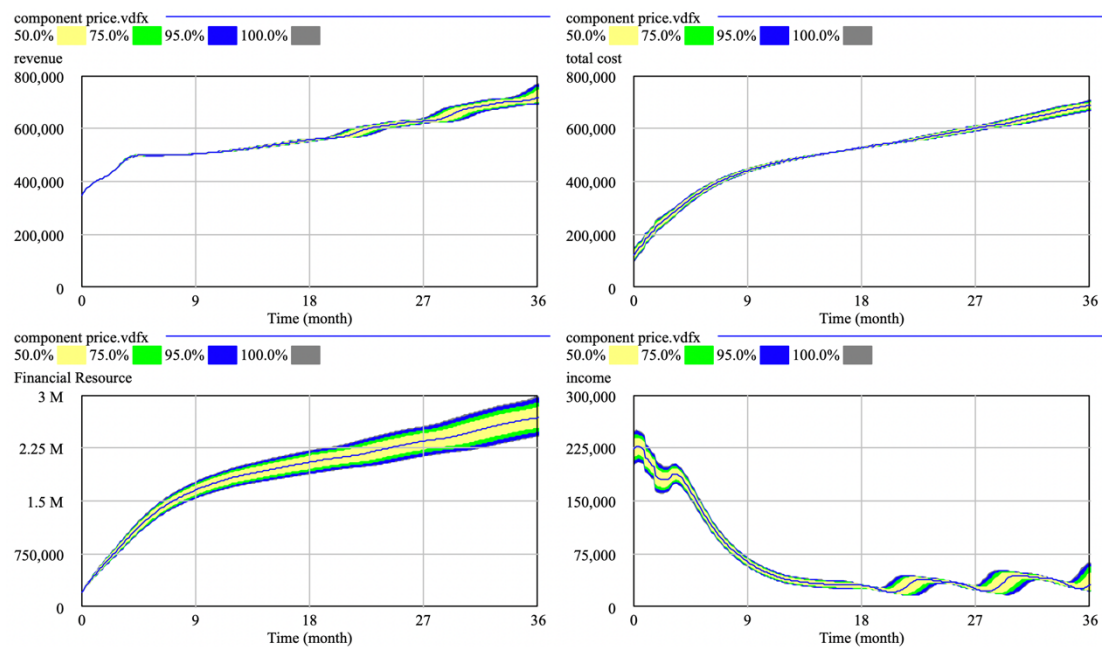 component price.vdfx
50.0% 75.0% 95.0% 100.0%
revenue
800,000
600,000
400,000
200,000
0
0 9 18 27 36
Time (month)
component price.vdfx
50.0% 75.0% 95.0% 100.0%
total cost
800,000
600,000
400,000
200,000
0
0 9 18 27 36
Time (month)
component price.vdfx
50.0% 75.0% 95.0% 100.0%
Financial Resource
3 M
2.25 M
1.5 M
750,000
0
0 9 18 27 36
Time (month)
component price.vdfx
50.0% 75.0% 95.0% 100.0%
income
300,000
225,000
150,000
75,000
0
0 9 18 27 36
Time (month)